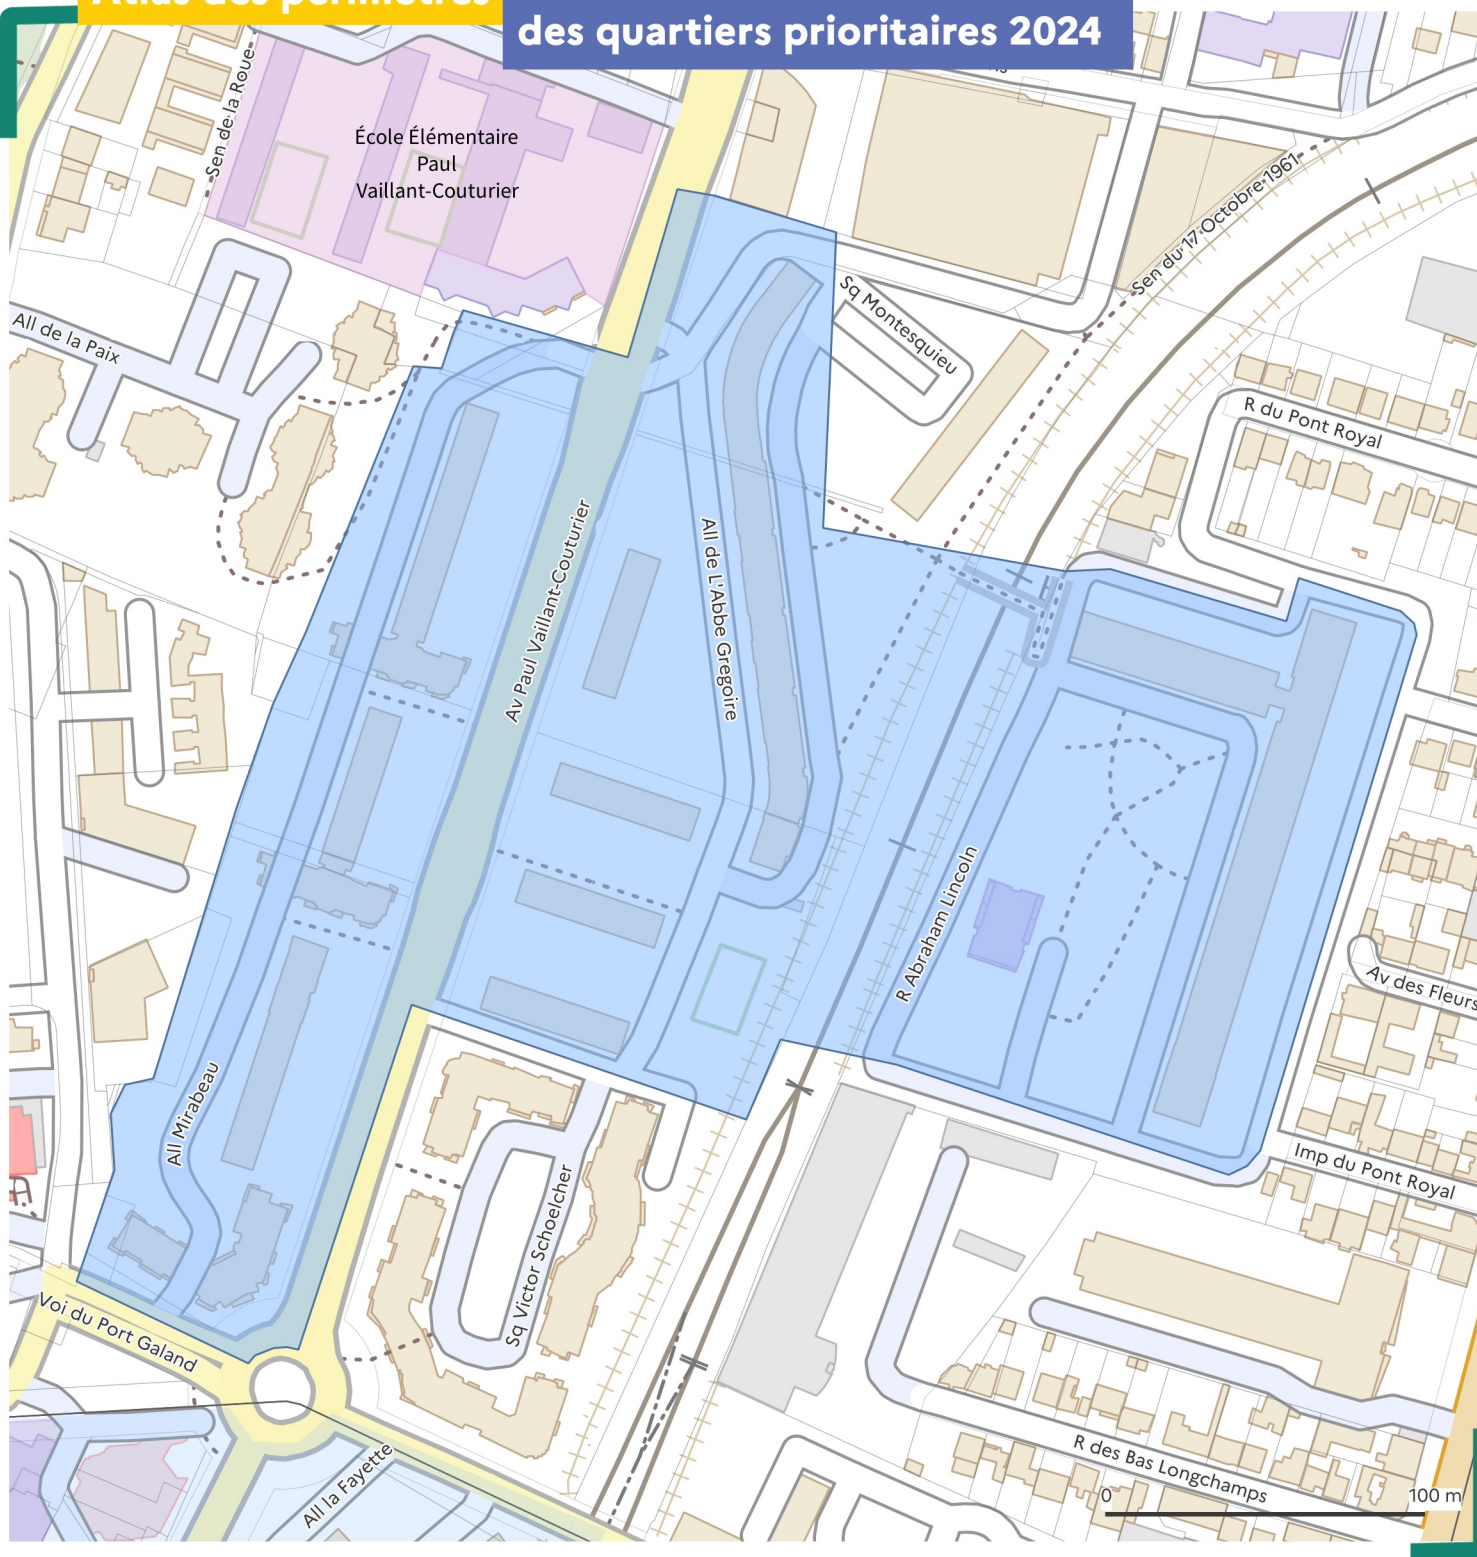 Atlas des périmètres
des quartiers prioritaires 2024
Sen de la Roue
École Élémentaire
Paul
Vaillant-Couturier
Sen du 17 Octobre 1961
Sq Montesquieu
All de la Paix
R du Pont Royal
Av Paul Vaillant-Couturier
All de L'Abbe Gregoire
R Abraham Lincoln
Av des Fleurs
All Mirabeau
Imp du Pont Royal
Sq Victor Schoelcher
Voi du Port Galand
All la Fayette
R des Bas Longchamps
0
100 m